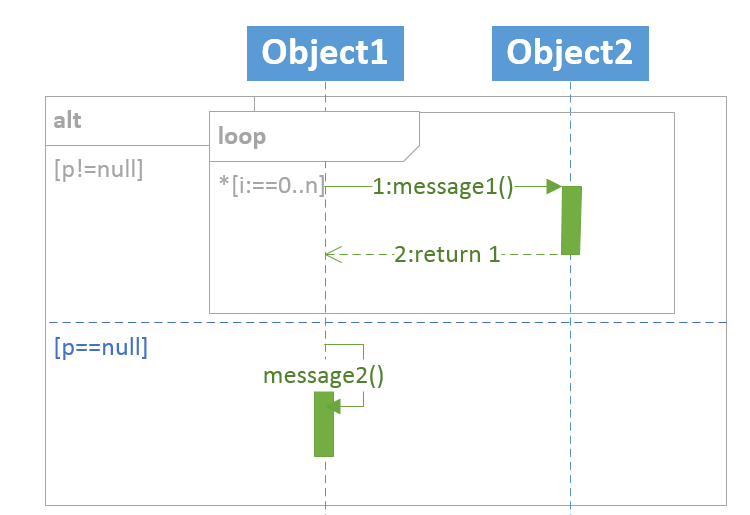 Object1
Object2
alt
loop
[p!=null]
*[i:==0..n]
1:message1()
2:return 1
[p==null]
message2()